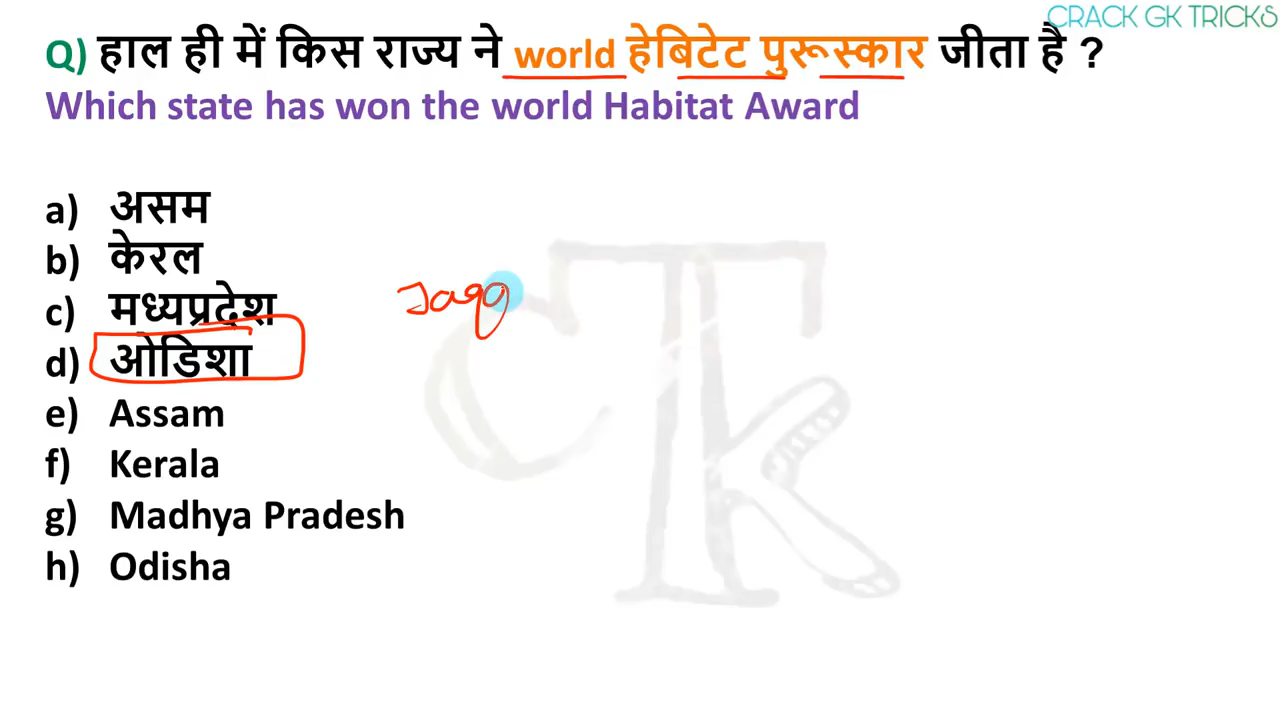 CRACK GK TRICKS
Q) हाल ही में किस राज्य ने world हेबिटेट पुरूस्कार जीता है ?
Which state has won the world Habitat Award
a) असम
b) केरल
c) मध्यप्रदेश
d) ओडिशा
e) Assam
f) Kerala
g) Madhya Pradesh
h) Odisha